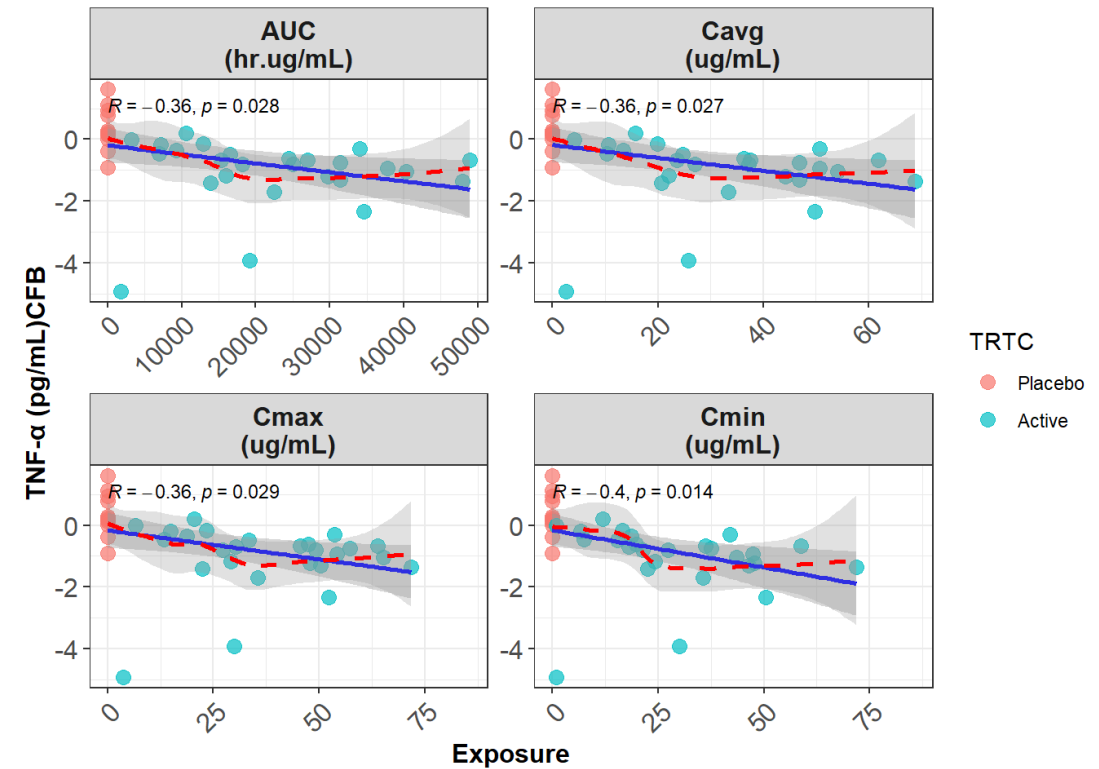 AUC
(hr.ug/mL)
Cavg
(ug/mL)
R = −0.36, p = 0.028
R = −0.36, p = 0.027
0
-2
-4
0
-2
-4
0
10000
20000
30000
40000
50000
0
20
40
60
Cmax
(ug/mL)
Cmin
(ug/mL)
R = −0.36, p = 0.029
R = −0.4, p = 0.014
0
-2
-4
0
-2
-4
0
25
50
75
0
25
50
75
Exposure
TNF-α (pg/mL)CFB
TRTC
Placebo
Active